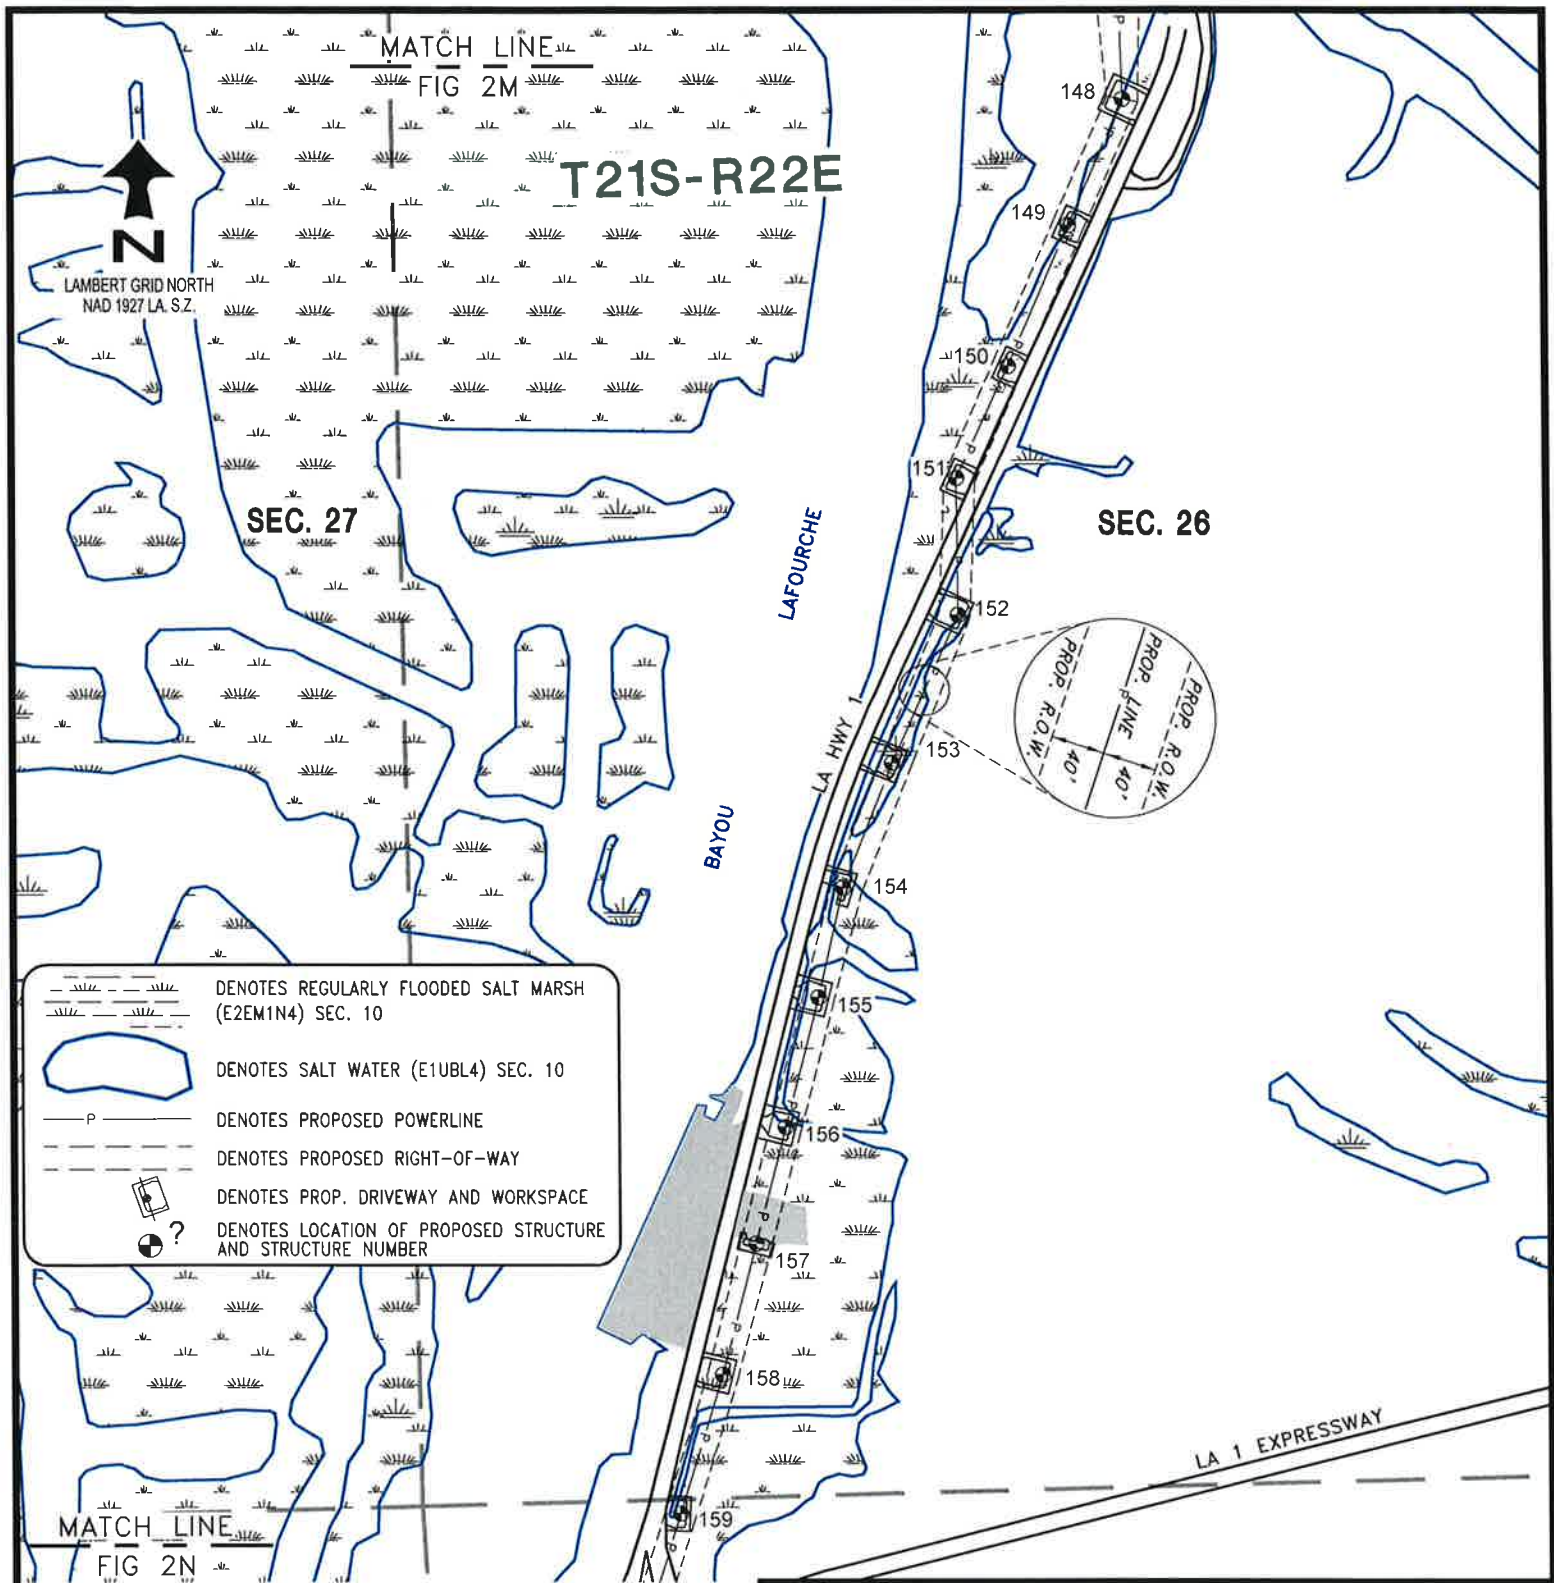 MATCH LINE
FIG 2M
T21S-R22E
N
LAMBERT GRID NORTH
NAD 1927 LA. S.Z.
148
P
P
149
P
150
P
P
151
P
SEC. 27
SEC. 26
LAFOURCHE
152
P
PROP. R.O.W.
PROP. LINE
P
PROP. R.O.W.
40'
40'
LA HWY 1
153
BAYOU
154
155
P
156
P
157
P
158
P
159
P
DENOTES REGULARLY FLOODED SALT MARSH
(E2EM1N4) SEC. 10
DENOTES SALT WATER (E1UBL4) SEC. 10
P
DENOTES PROPOSED POWERLINE
DENOTES PROPOSED RIGHT-OF-WAY
DENOTES PROP. DRIVEWAY AND WORKSPACE
?
DENOTES LOCATION OF PROPOSED STRUCTURE
AND STRUCTURE NUMBER
LA 1 EXPRESSWAY
MATCH LINE
FIG 2N